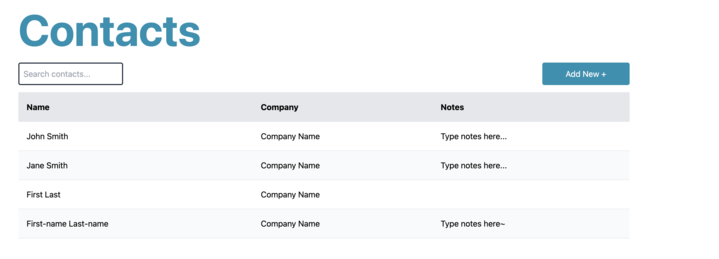 Contacts
Search contacts...
Add New +
Name Company Notes
John Smith Company Name Type notes here...
Jane Smith Company Name Type notes here...
First Last Company Name
First-name Last-name Company Name Type notes here~